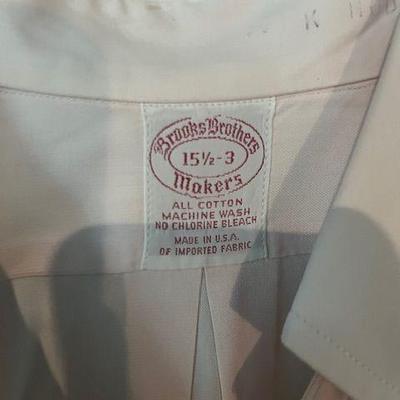 Brooks Brothers
15½-3
Makers
ALL COTTON
MACHINE WASH
NO CHLORINE BLEACH
MADE IN U.S.A.
OF IMPORTED FABRIC